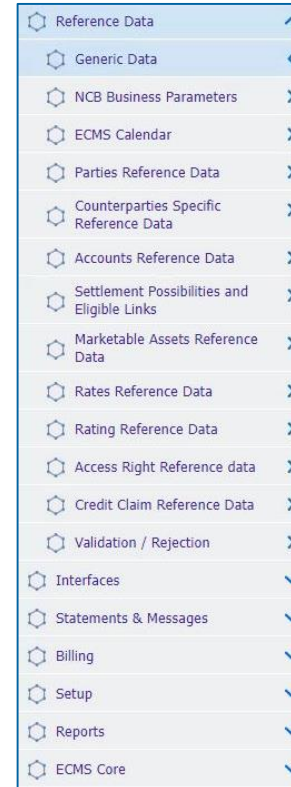 Reference Data
Generic Data
NCB Business Parameters
ECMS Calendar
Parties Reference Data
Counterparties Specific
Reference Data
Accounts Reference Data
Settlement Possibilities and
Eligible Links
Marketable Assets Reference
Data
Rates Reference Data
Rating Reference Data
Access Right Reference data
Credit Claim Reference Data
Validation / Rejection
Interfaces
Statements & Messages
Billing
Setup
Reports
ECMS Core